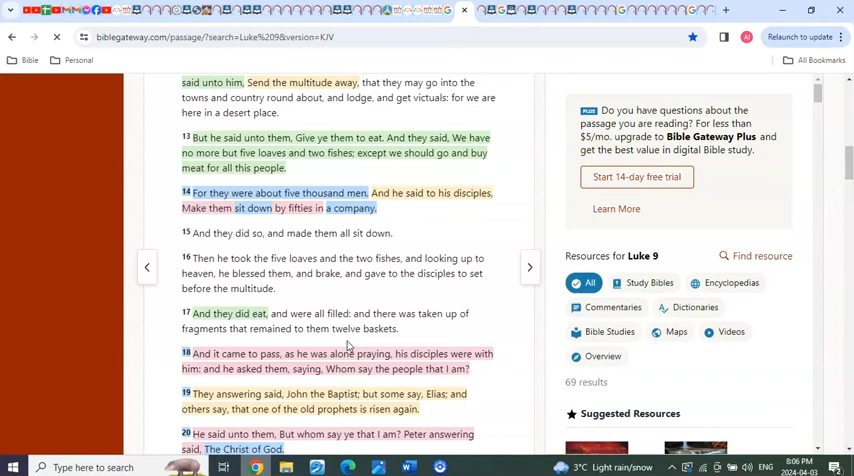 biblegateway.com/passage/?search=Luke%209&version=KJV
AI
Relaunch to update
Bible
Personal
All Bookmarks
said unto him, Send the multitude away, that they may go into the
towns and country round about, and lodge, and get victuals: for we are
here in a desert place.
13 But he said unto them, Give ye them to eat. And they said, We have
no more but five loaves and two fishes; except we should go and buy
meat for all this people.
14 For they were about five thousand men. And he said to his disciples,
Make them sit down by fifties in a company.
15 And they did so, and made them all sit down.
16 Then he took the five loaves and the two fishes, and looking up to
heaven, he blessed them, and brake, and gave to the disciples to set
before the multitude.
17 And they did eat, and were all filled: and there was taken up of
fragments that remained to them twelve baskets.
18 And it came to pass, as he was alone praying, his disciples were with
him: and he asked them, saying, Whom say the people that I am?
19 They answering said, John the Baptist; but some say, Elias; and
others say, that one of the old prophets is risen again.
20 He said unto them, But whom say ye that I am? Peter answering
said, The Christ of God.
PLUS Do you have questions about the
passage you are reading? For less than
$5/mo. upgrade to Bible Gateway Plus and
get the best value in digital Bible study.
Start 14-day free trial
Learn More
Resources for Luke 9
Find resource
All
Study Bibles
Encyclopedias
Commentaries
Dictionaries
Bible Studies
Maps
Videos
Overview
69 results
Suggested Resources
Type here to search
3°C Light rain/snow
ENG
8:06 PM
2024-04-03